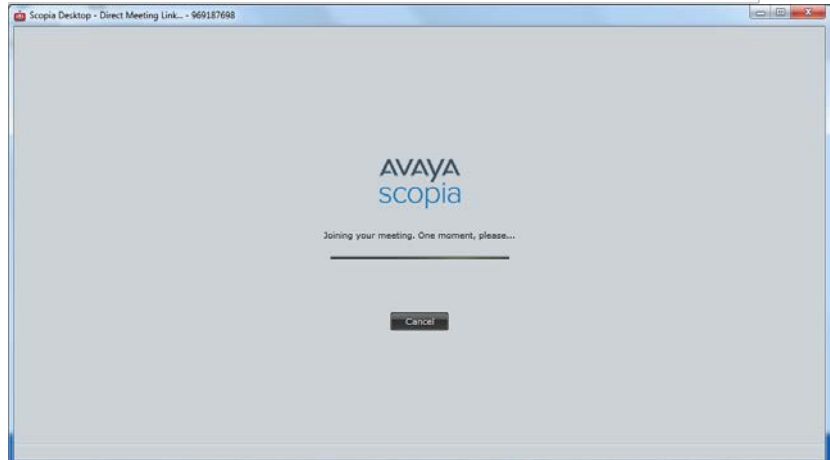 Scopia Desktop - Direct Meeting Link... - 969187698
AVAYA
scopia
Joining your meeting. One moment, please...
Cancel